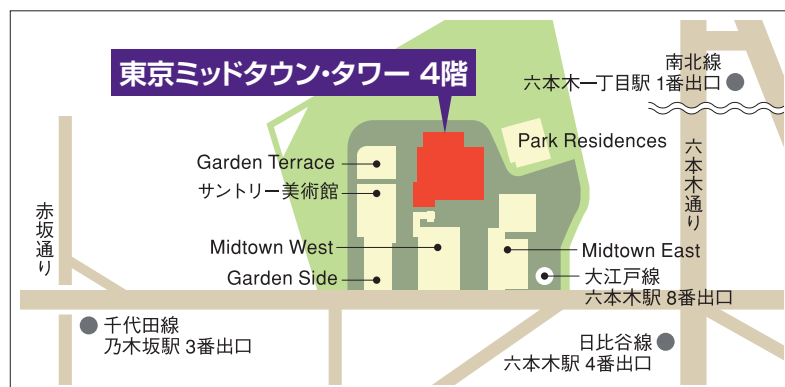 東京ミッドタウン・タワー 4階
南北線
六本木一丁目駅 1番出口
Park Residences
Garden Terrace
サントリー美術館
六本木通り
赤坂通り
Midtown West
Midtown East
Garden Side
大江戸線
六本木駅 8番出口
千代田線
乃木坂駅 3番出口
日比谷線
六本木駅 4番出口